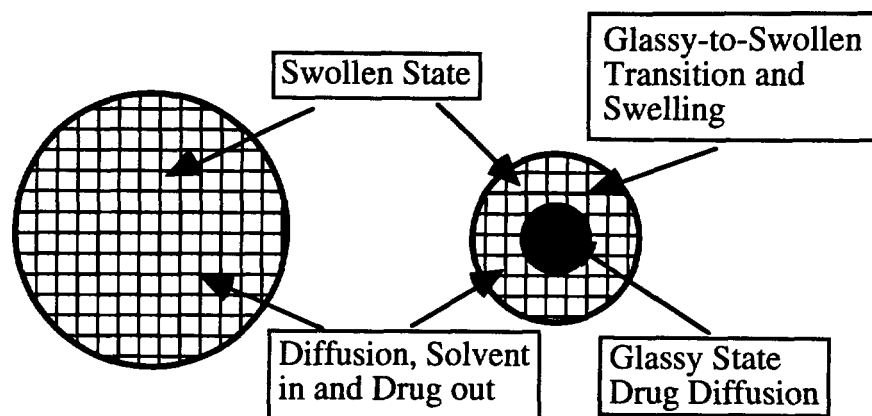 Swollen State
Glassy-to-Swollen
Transition and
Swelling
Diffusion, Solvent
in and Drug out
Glassy State
Drug Diffusion